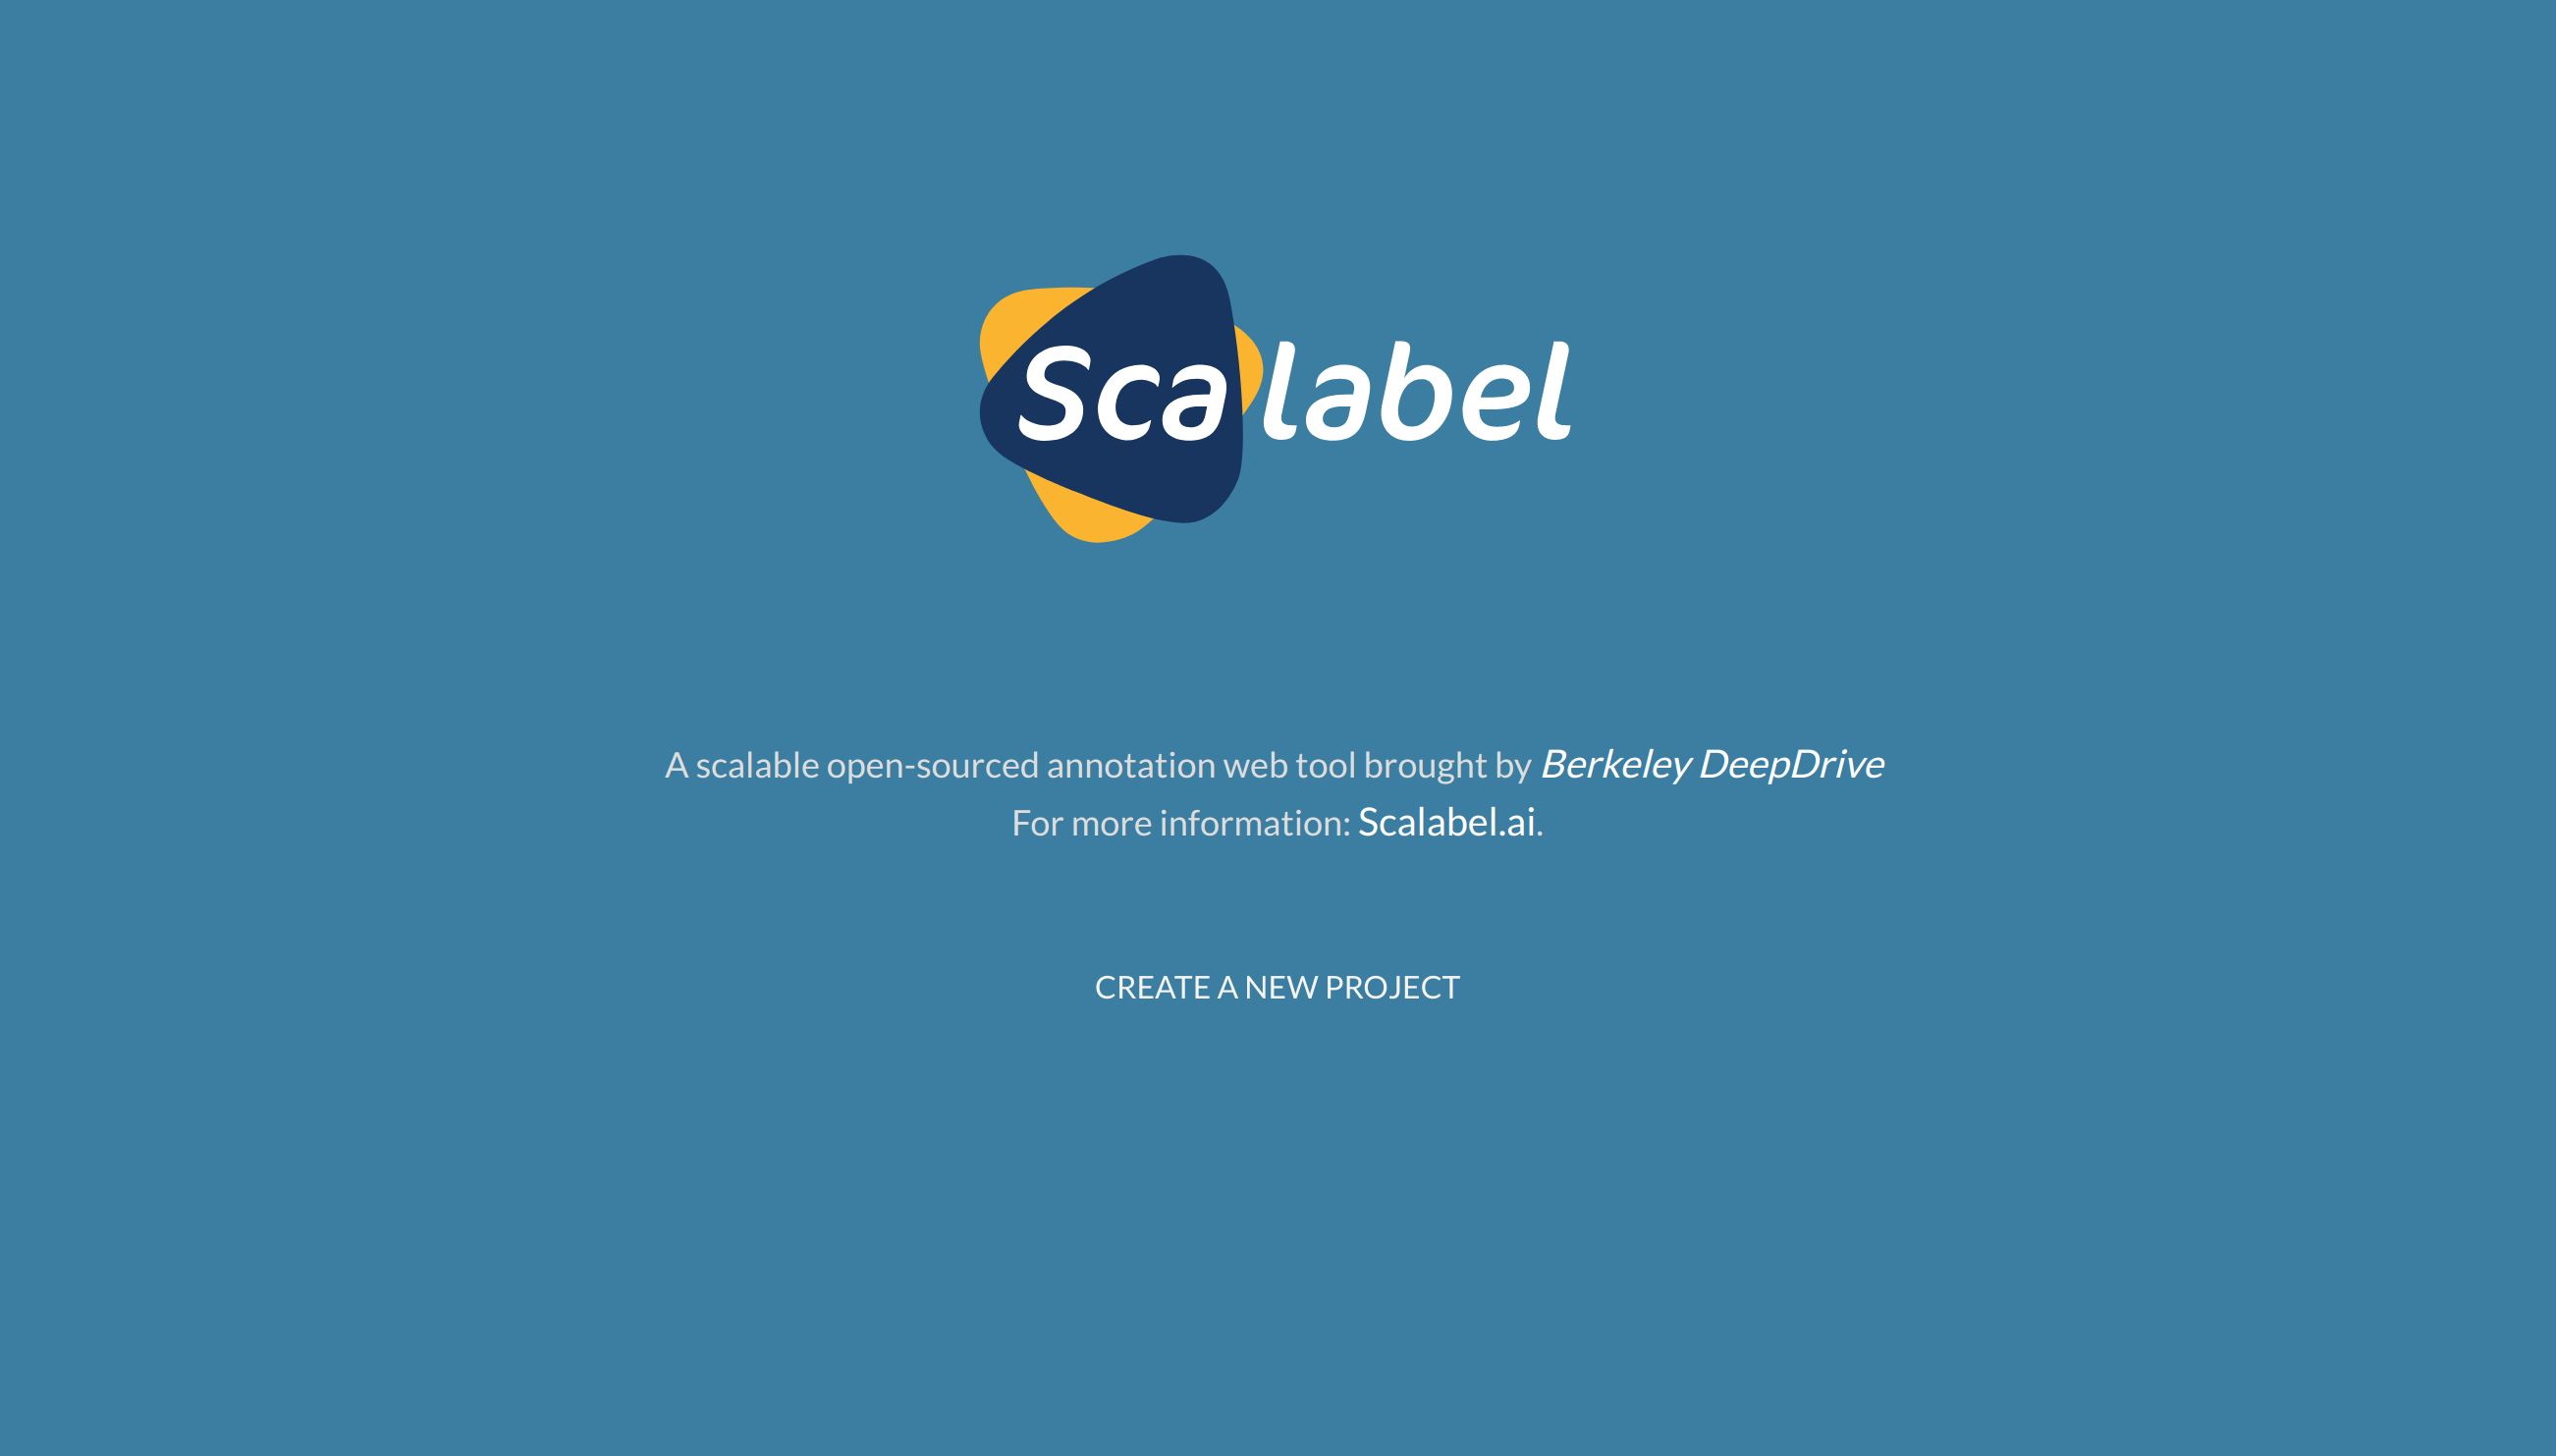 Scalabel
A scalable open-sourced annotation web tool brought by Berkeley DeepDrive
For more information: Scalabel.ai.
CREATE A NEW PROJECT